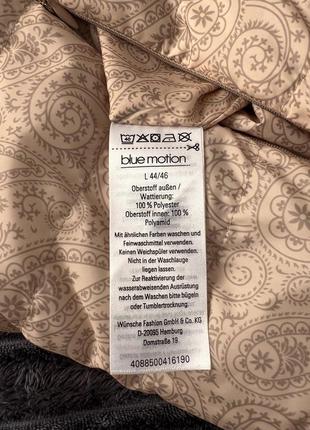 blue motion
L 44/46
Oberstoff außen /
Wattierung:
100 % Polyester
Oberstoff innen: 100 %
Polyamid
Mit ähnlichen Farben waschen und
Feinwaschmittel verwenden.
Keinen Weichspüler verwenden.
Nicht in der Waschlauge
liegen lassen.
Zur Reaktivierung der
wasserabweisenden Ausrüstung
nach dem Waschen bitte bügeln
oder Tumblertrocknung.
Wünsche Fashion GmbH & Co. KG
D-20095 Hamburg
Domstraße 19.
4088500416190